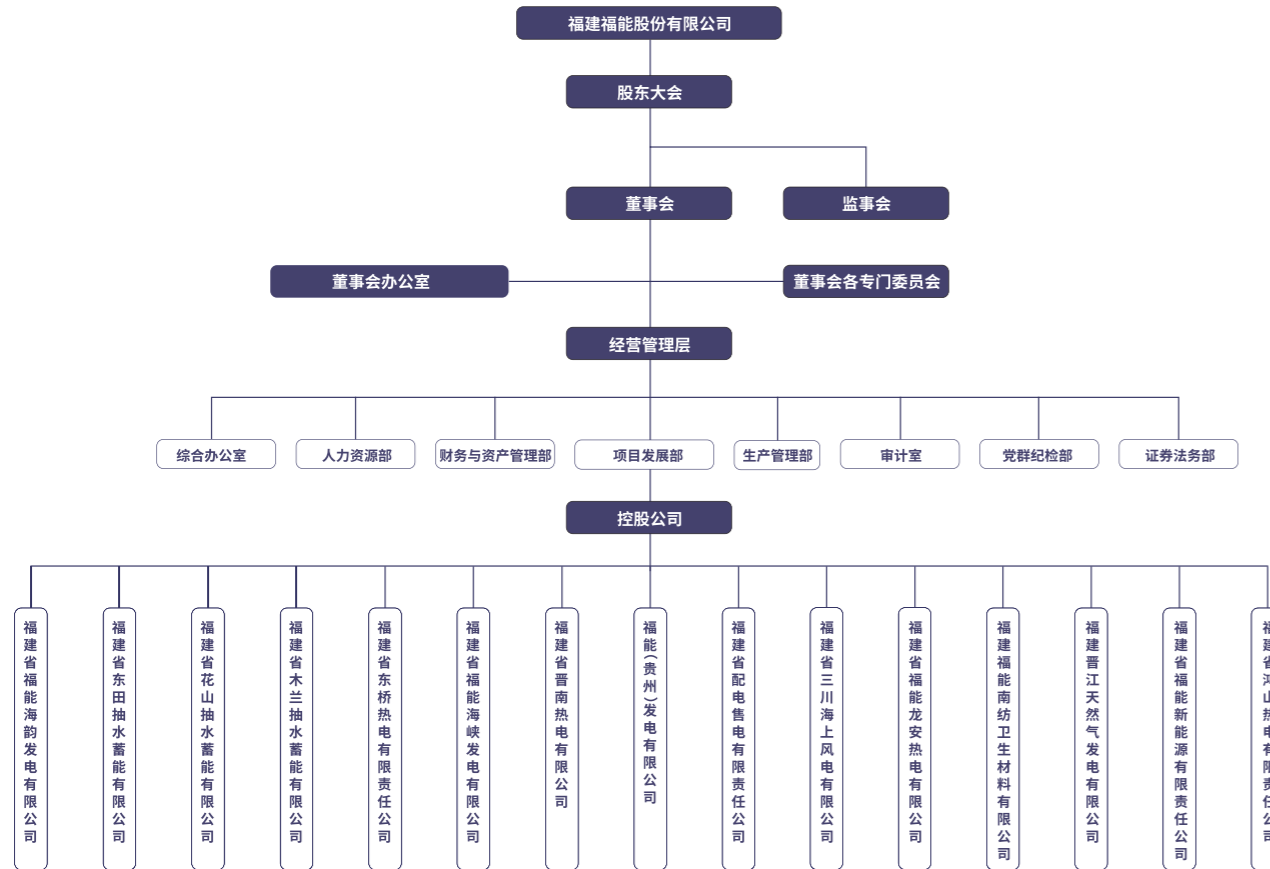 福建福能股份有限公司
股东大会
董事会
监事会
董事会办公室
董事会各专门委员会
经营管理层
综合办公室
人力资源部
财务与资产管理部
项目发展部
生产管理部
审计室
党群纪检部
证券法务部
控股公司
福建省福能海韵发电有限公司
福建省东田抽水蓄能有限公司
福建省花山抽水蓄能有限公司
福建省木兰抽水蓄能有限公司
福建省东桥热电有限责任公司
福建省福能海峡发电有限公司
福建省晋南热电有限公司
福能(贵州)发电有限公司
福建省配电售电有限责任公司
福建省三川海上风电有限公司
福建省福能龙安热电有限公司
福建福能南纺卫生材料有限公司
福建晋江天然气发电有限公司
福建省福能新能源有限责任公司
福建省鸿山热电有限责任公司